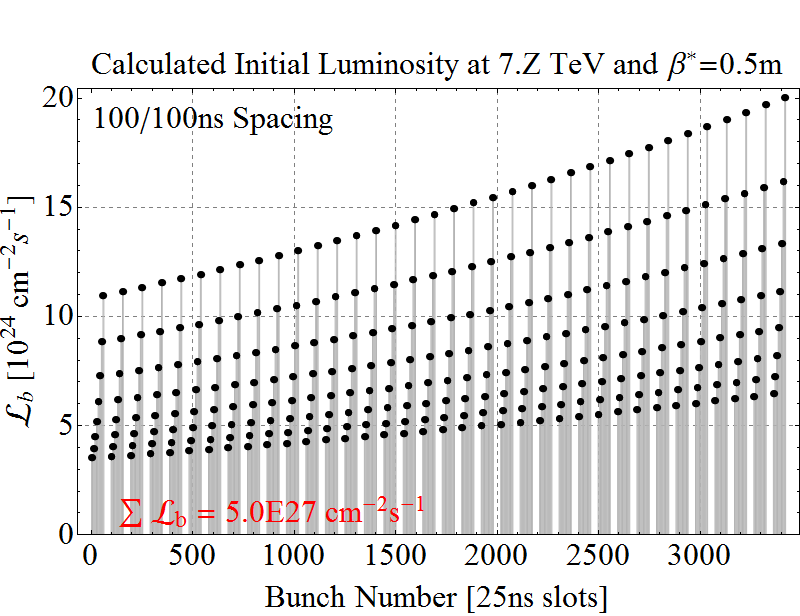 Calculated Initial Luminosity at 7.Z TeV and β*=0.5m
100/100ns Spacing
20
15
10
5
0
ℒb [10^24 cm^−2 s^−1]
∑ ℒb = 5.0E27 cm^−2 s^−1
0 500 1000 1500 2000 2500 3000
Bunch Number [25ns slots]